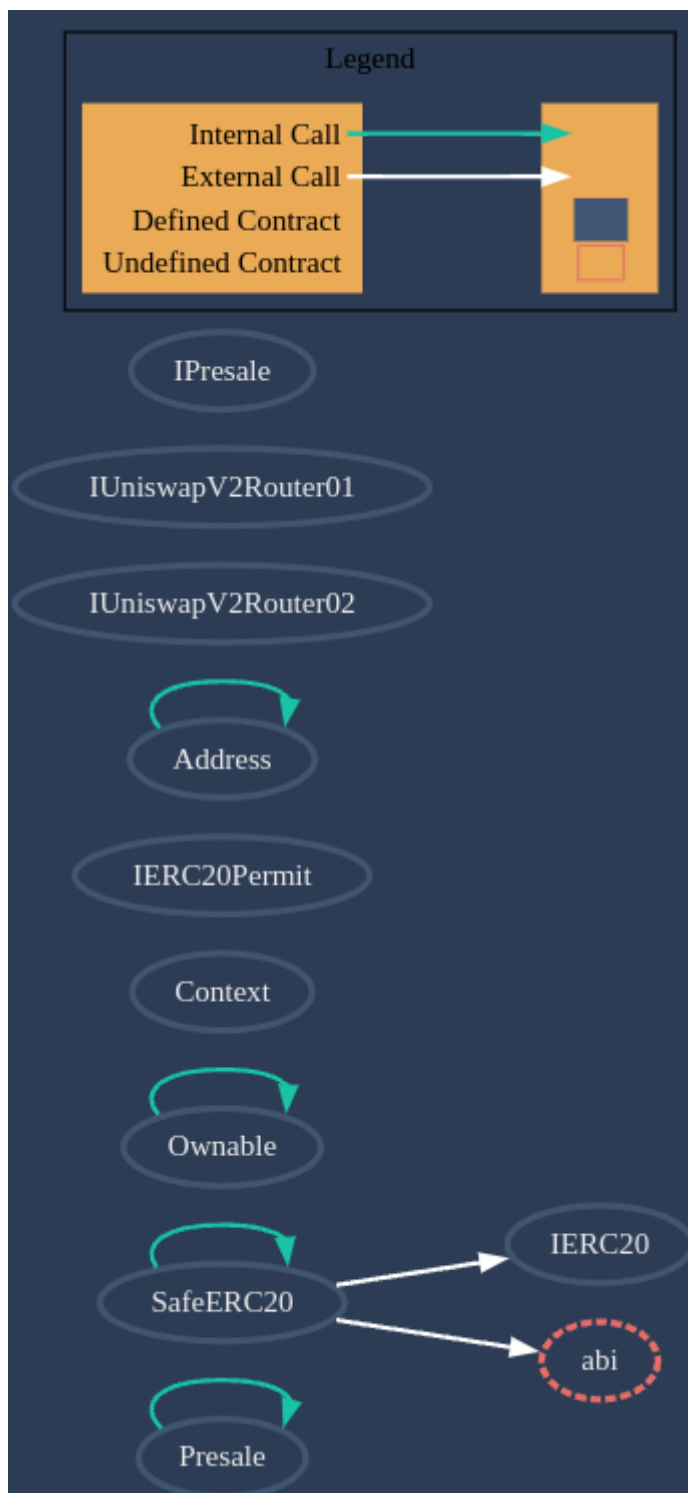 Legend
Internal Call
External Call
Defined Contract
Undefined Contract
IPresale
IUniswapV2Router01
IUniswapV2Router02
Address
IERC20Permit
Context
Ownable
IERC20
SafeERC20
abi
Presale